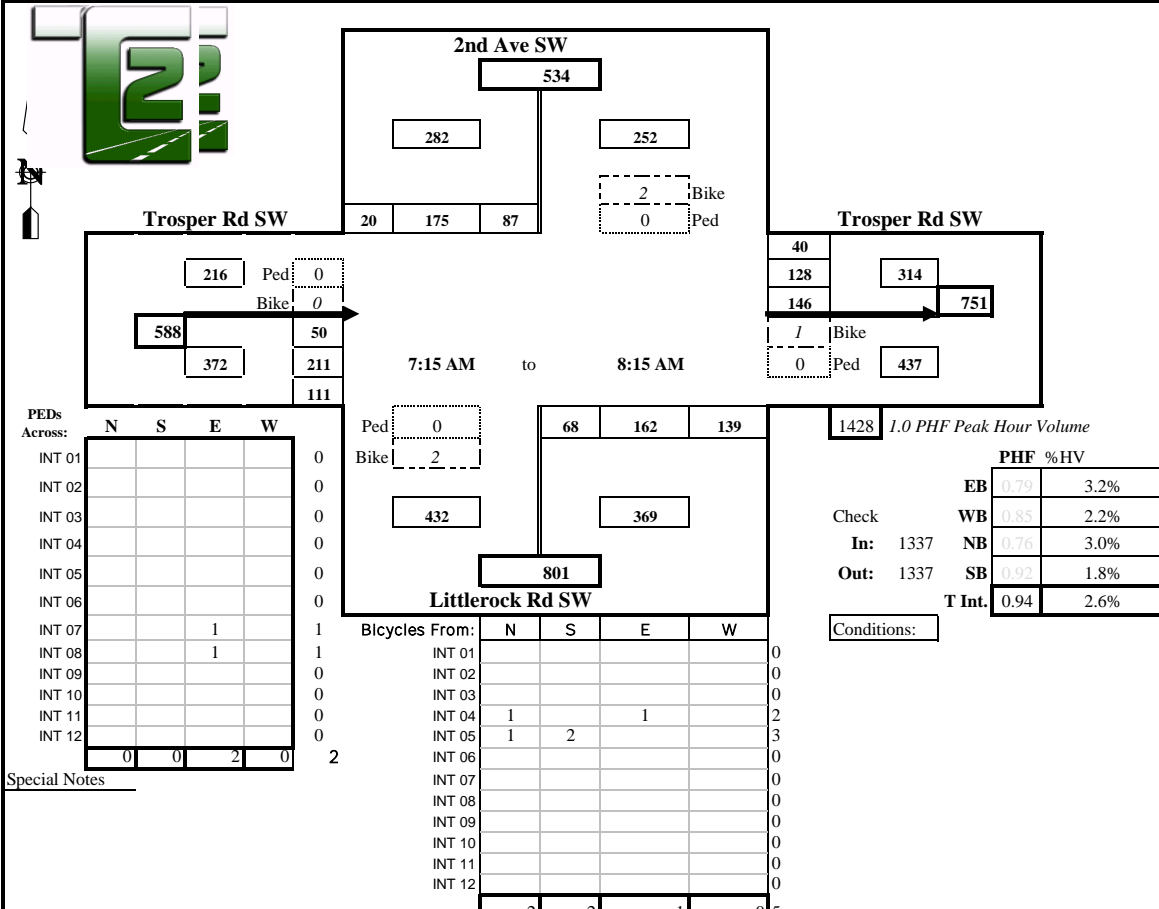 2nd Ave SW
534
282 252
2 Bike
20 175 87 0 Ped
Trosper Rd SW Trosper Rd SW
40
216 Ped 0 128 314
Bike 0 146 751
588 50 1 Bike
372 211 7:15 AM to 8:15 AM 0 Ped 437
111
PEDs
Across: N S E W
Ped 0 68 162 139 1428 1.0 PHF Peak Hour Volume
INT 01 0 Bike 2
PHF %HV
INT 02 0 EB 0.79 3.2%
INT 03 0 432 369 Check WB 0.85 2.2%
INT 04 0 In: 1337 NB 0.76 3.0%
INT 05 0 801 Out: 1337 SB 0.92 1.8%
INT 06 0 Littlerock Rd SW T Int. 0.94 2.6%
INT 07 1 1 Bicycles From: N S E W Conditions:
INT 08 1 1 INT 01 0
INT 09 0 INT 02 0
INT 10 0 INT 03 0
INT 11 0 INT 04 1 1 2
INT 12 0 INT 05 1 2 3
0 0 2 0 2 INT 06 0
Special Notes INT 07 0
INT 08 0
INT 09 0
INT 10 0
INT 11 0
INT 12 0
2 2 1 0 5